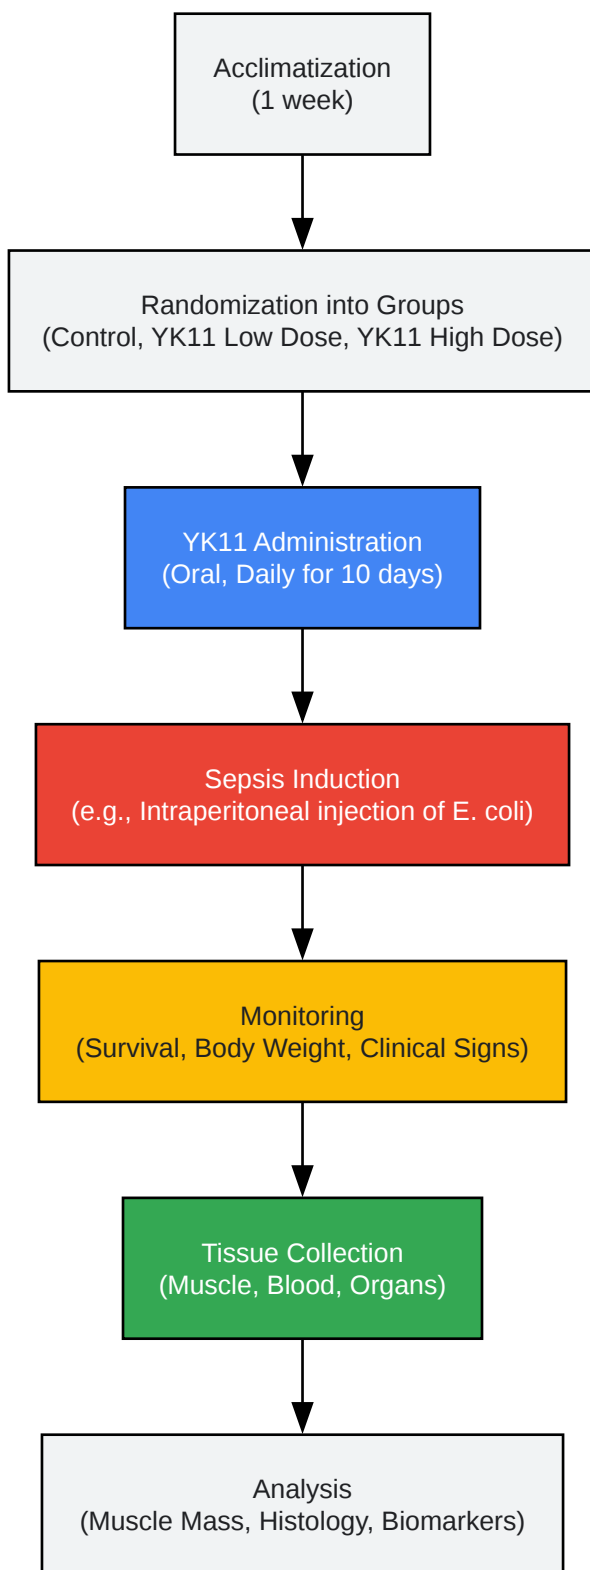 Acclimatization
(1 week)
Randomization into Groups
(Control, YK11 Low Dose, YK11 High Dose)
YK11 Administration
(Oral, Daily for 10 days)
Sepsis Induction
(e.g., Intraperitoneal injection of E. coli)
Monitoring
(Survival, Body Weight, Clinical Signs)
Tissue Collection
(Muscle, Blood, Organs)
Analysis
(Muscle Mass, Histology, Biomarkers)